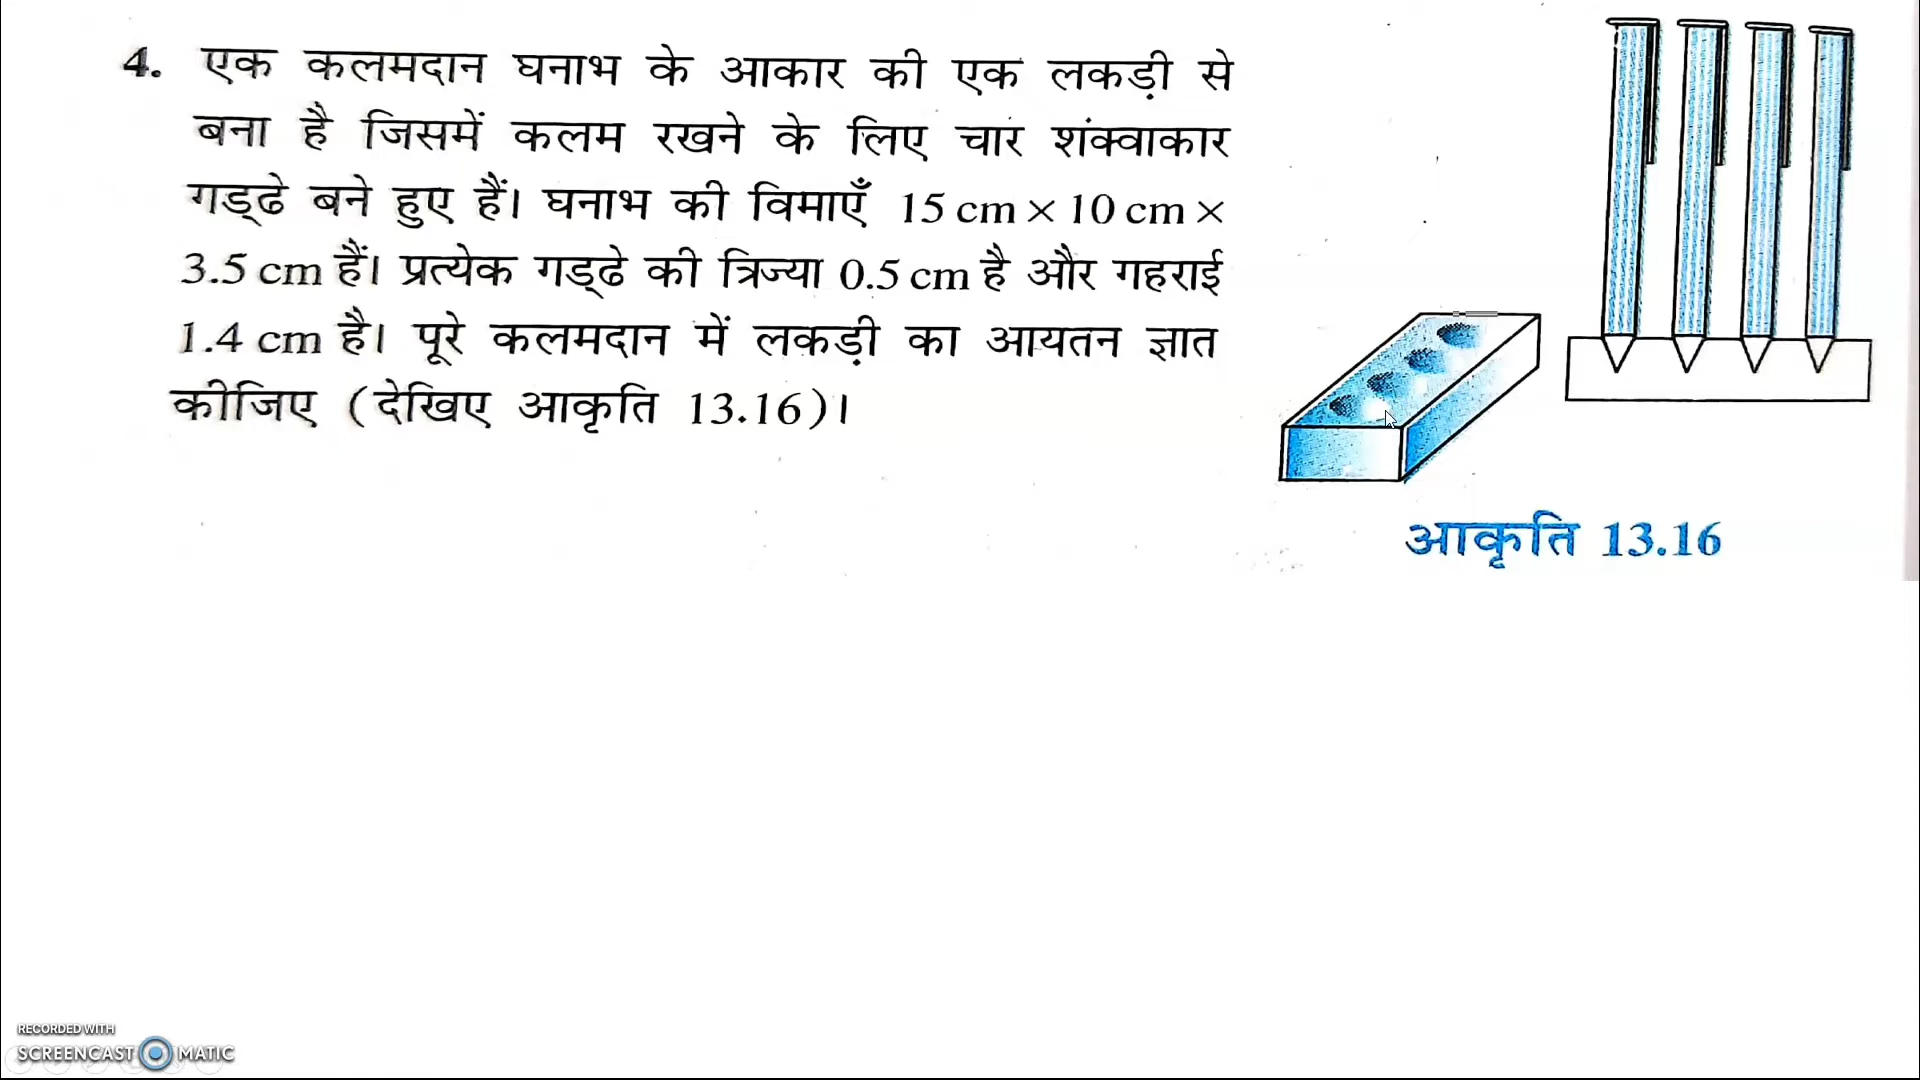 4. एक कलमदान घनाभ के आकार की एक लकड़ी से
बना है जिसमें कलम रखने के लिए चार शंक्वाकार
गड्ढे बने हुए हैं। घनाभ की विमाएँ 15 cm × 10 cm ×
3.5 cm हैं। प्रत्येक गड्ढे की त्रिज्या 0.5 cm है और गहराई
1.4 cm है। पूरे कलमदान में लकड़ी का आयतन ज्ञात
कीजिए (देखिए आकृति 13.16)।
आकृति 13.16
RECORDED WITH
SCREENCAST MATIC